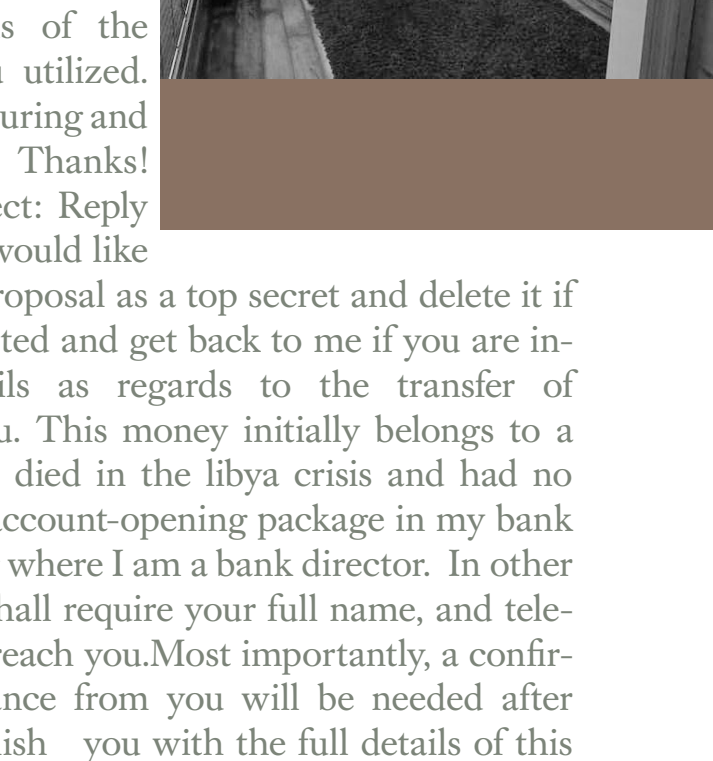 s of the
utilized.
uring and
Thanks!
ect: Reply
would like
roposal as a top secret and delete it if
ted and get back to me if you are in-
ils as regards to the transfer of
u. This money initially belongs to a
died in the libya crisis and had no
account-opening package in my bank
where I am a bank director. In other
hall require your full name, and tele-
reach you.Most importantly, a confir-
ance from you will be needed after
ish you with the full details of this